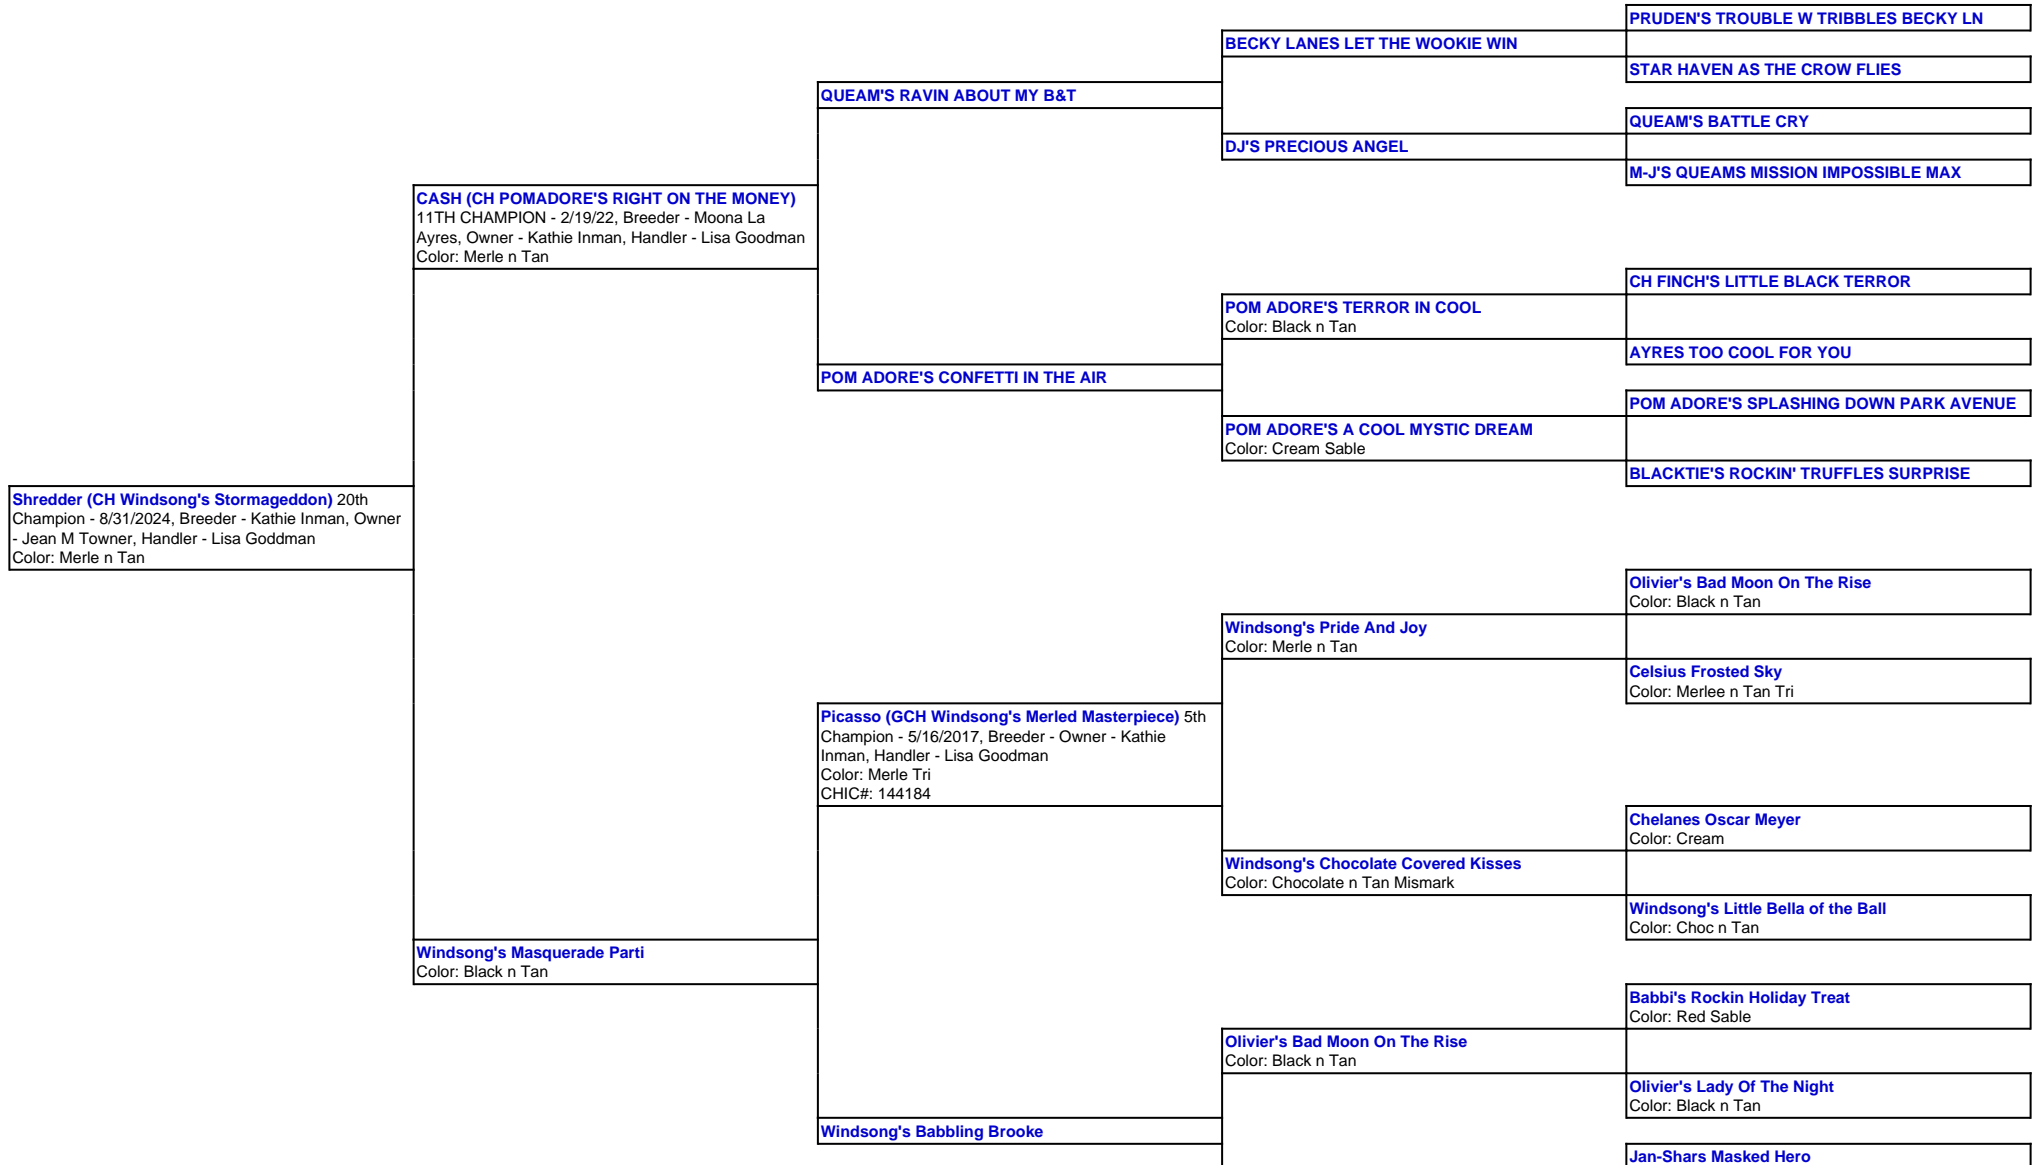 PRUDEN'S TROUBLE W TRIBBLES BECKY LN
BECKY LANES LET THE WOOKIE WIN
STAR HAVEN AS THE CROW FLIES
QUEAM'S RAVIN ABOUT MY B&T
QUEAM'S BATTLE CRY
DJ'S PRECIOUS ANGEL
M-J'S QUEAMS MISSION IMPOSSIBLE MAX
CASH (CH POMADORE'S RIGHT ON THE MONEY)
11TH CHAMPION - 2/19/22, Breeder - Moona La
Ayres, Owner - Kathie Inman, Handler - Lisa Goodman
Color: Merle n Tan
CH FINCH'S LITTLE BLACK TERROR
POM ADORE'S TERROR IN COOL
Color: Black n Tan
AYRES TOO COOL FOR YOU
POM ADORE'S CONFETTI IN THE AIR
POM ADORE'S SPLASHING DOWN PARK AVENUE
POM ADORE'S A COOL MYSTIC DREAM
Color: Cream Sable
BLACKTIE'S ROCKIN' TRUFFLES SURPRISE
Shredder (CH Windsong's Stormageddon) 20th
Champion - 8/31/2024, Breeder - Kathie Inman, Owner
- Jean M Towner, Handler - Lisa Goddman
Color: Merle n Tan
Olivier's Bad Moon On The Rise
Color: Black n Tan
Windsong's Pride And Joy
Color: Merle n Tan
Celsius Frosted Sky
Color: Merlee n Tan Tri
Picasso (GCH Windsong's Merled Masterpiece) 5th
Champion - 5/16/2017, Breeder - Owner - Kathie
Inman, Handler - Lisa Goodman
Color: Merle Tri
CHIC#: 144184
Chelanes Oscar Meyer
Color: Cream
Windsong's Chocolate Covered Kisses
Color: Chocolate n Tan Mismark
Windsong's Little Bella of the Ball
Color: Choc n Tan
Windsong's Masquerade Parti
Color: Black n Tan
Babbi's Rockin Holiday Treat
Color: Red Sable
Olivier's Bad Moon On The Rise
Color: Black n Tan
Olivier's Lady Of The Night
Color: Black n Tan
Windsong's Babbling Brooke
Jan-Shars Masked Hero